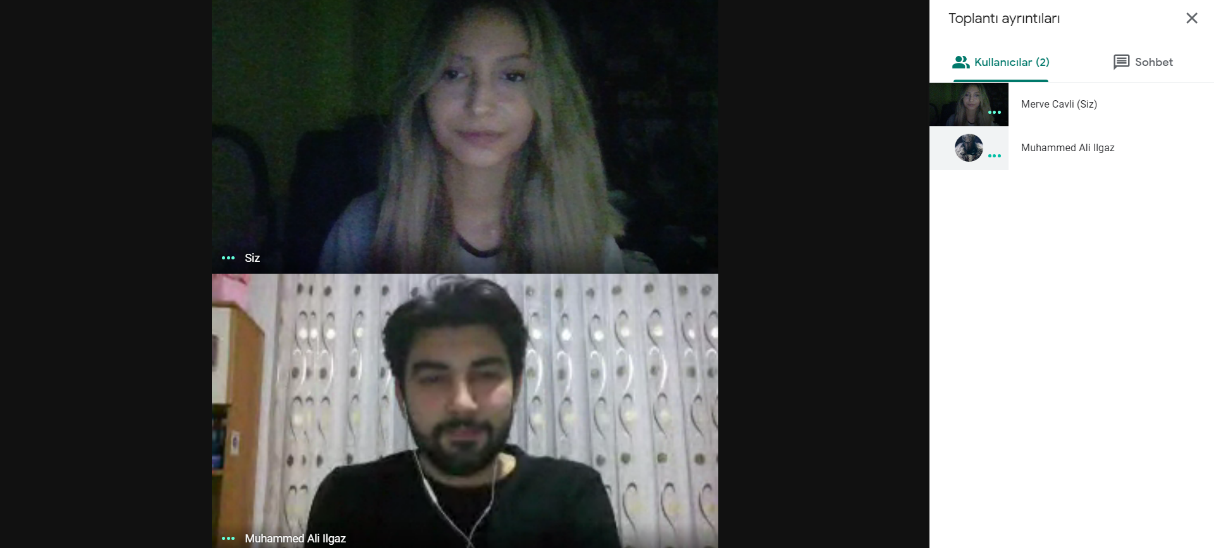 Toplantı ayrıntıları
Kullanıcılar (2)
Sohbet
Merve Cavli (Siz)
Muhammed Ali Ilgaz
Siz
Muhammed Ali Ilgaz